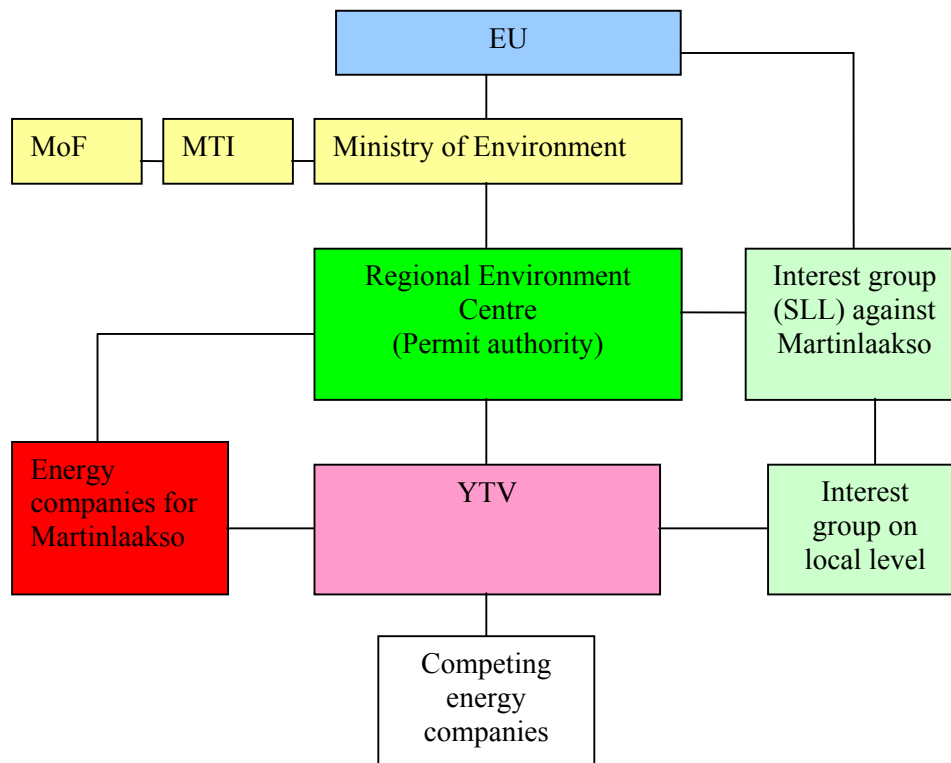 EU
MoF
MTI
Ministry of Environment
Regional Environment
Centre
(Permit authority)
Interest group
(SLL) against
Martinlaakso
Energy
companies for
Martinlaakso
YTV
Interest
group on
local level
Competing
energy
companies